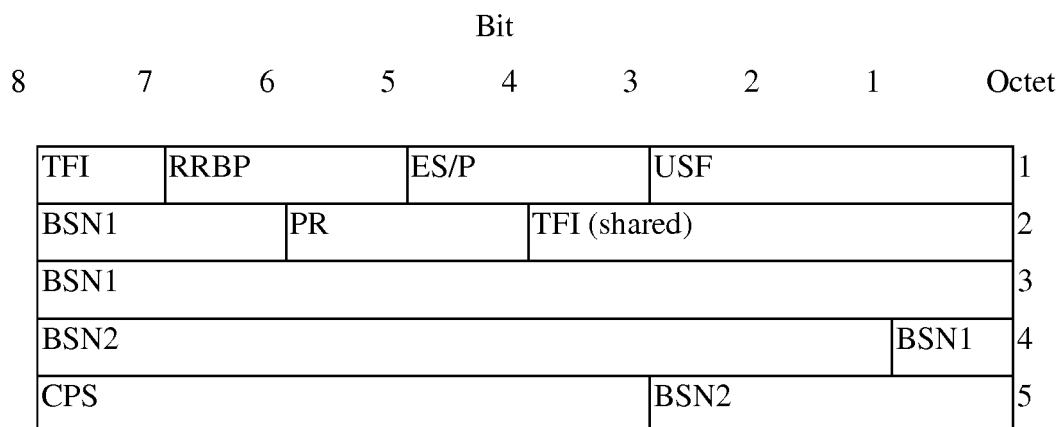 Bit
8 7 6 5 4 3 2 1 Octet
TFI RRBP ES/P USF 1
BSN1 PR TFI (shared) 2
BSN1 3
BSN2 BSN1 4
CPS BSN2 5